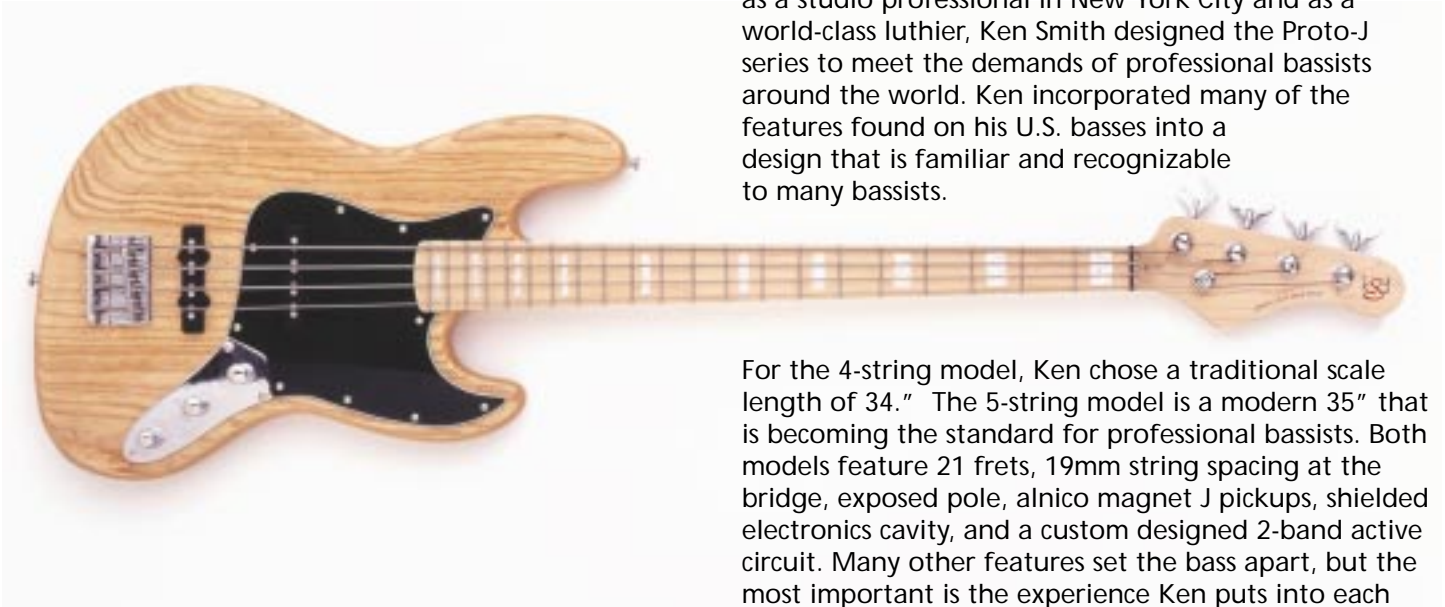 as a studio professional in New York City and as a
world-class luthier, Ken Smith designed the Proto-J
series to meet the demands of professional bassists
around the world. Ken incorporated many of the
features found on his U.S. basses into a
design that is familiar and recognizable
to many bassists.
For the 4-string model, Ken chose a traditional scale
length of 34.” The 5-string model is a modern 35” that
is becoming the standard for professional bassists. Both
models feature 21 frets, 19mm string spacing at the
bridge, exposed pole, alnico magnet J pickups, shielded
electronics cavity, and a custom designed 2-band active
circuit. Many other features set the bass apart, but the
most important is the experience Ken puts into each